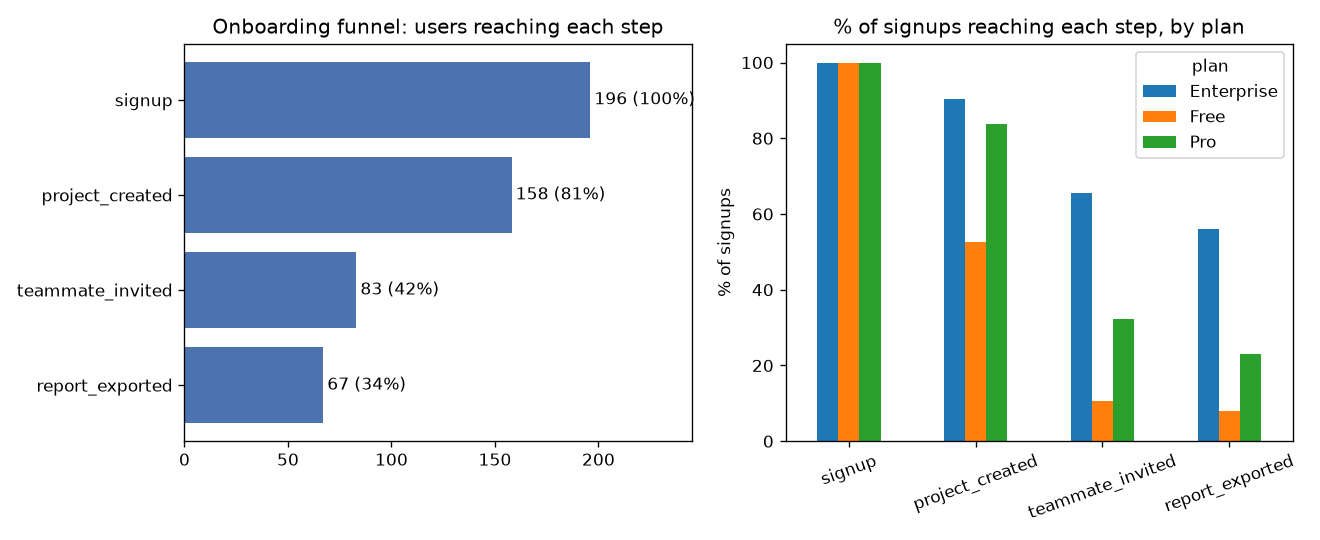 Onboarding funnel: users reaching each step
signup
196 (100%)
project_created
158 (81%)
teammate_invited
83 (42%)
report_exported
67 (34%)
0 50 100 150 200
% of signups reaching each step, by plan
% of signups
100
80
60
40
20
0
plan
Enterprise
Free
Pro
signup
project_created
teammate_invited
report_exported